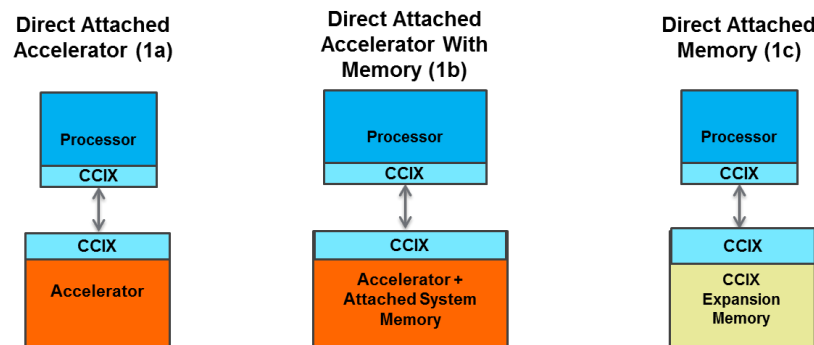 Direct Attached
Accelerator (1a)
Processor
CCIX
CCIX
Accelerator
Direct Attached
Accelerator With
Memory (1b)
Processor
CCIX
CCIX
Accelerator +
Attached System
Memory
Direct Attached
Memory (1c)
Processor
CCIX
CCIX
CCIX
Expansion
Memory